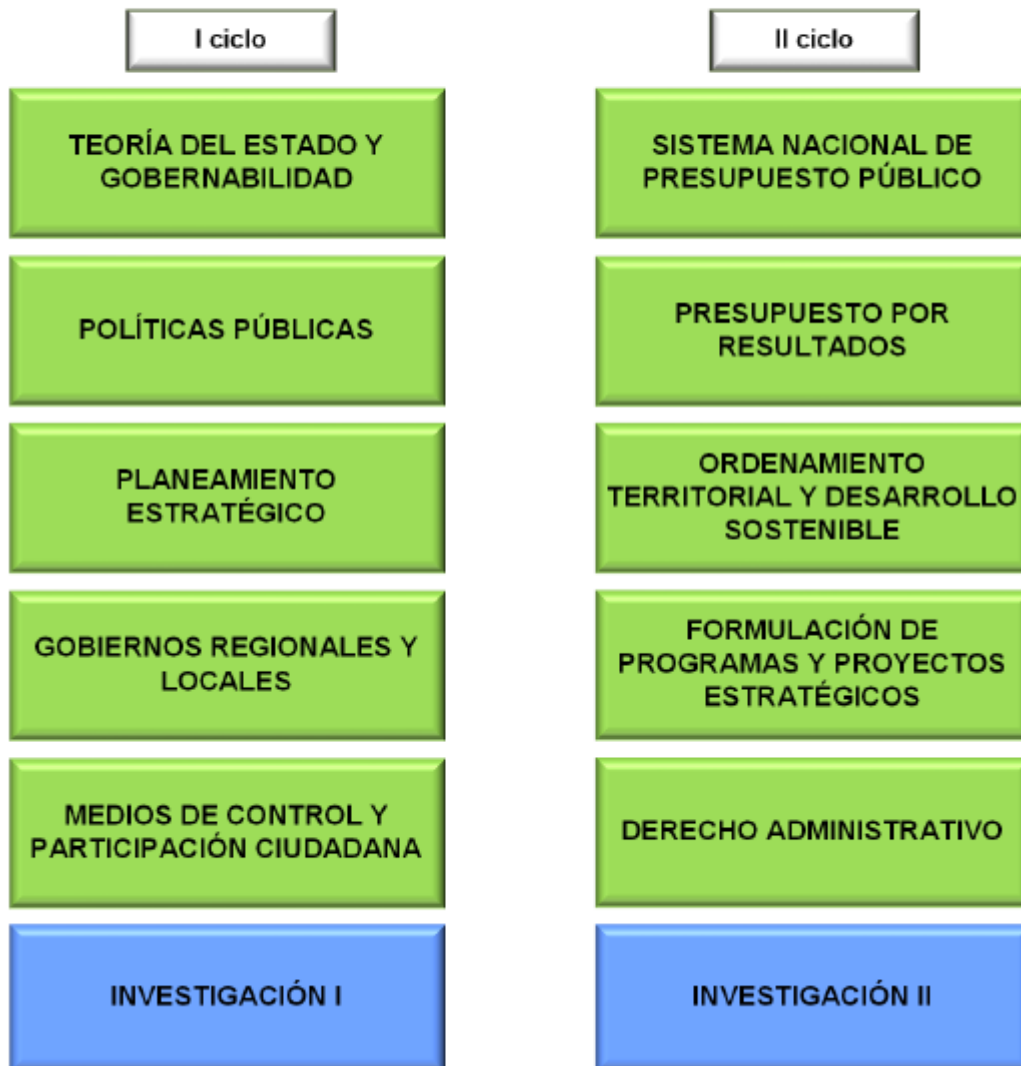 I ciclo
TEORÍA DEL ESTADO Y
GOBERNABILIDAD
POLÍTICAS PÚBLICAS
PLANEAMIENTO
ESTRATÉGICO
GOBIERNOS REGIONALES Y
LOCALES
MEDIOS DE CONTROL Y
PARTICIPACIÓN CIUDADANA
INVESTIGACIÓN I
II ciclo
SISTEMA NACIONAL DE
PRESUPUESTO PÚBLICO
PRESUPUESTO POR
RESULTADOS
ORDENAMIENTO
TERRITORIAL Y DESARROLLO
SOSTENIBLE
FORMULACIÓN DE
PROGRAMAS Y PROYECTOS
ESTRATÉGICOS
DERECHO ADMINISTRATIVO
INVESTIGACIÓN II